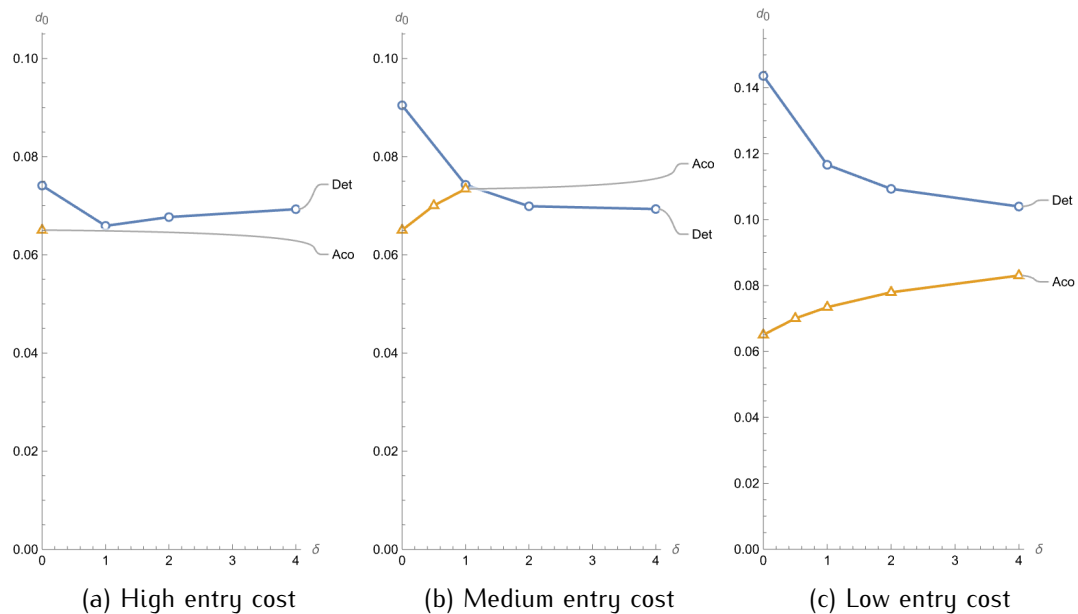 d0
0.10
0.08
0.06
0.04
0.02
0.00
0
1
2
3
4
δ
Det
Aco
(a) High entry cost
d0
0.10
0.08
0.06
0.04
0.02
0.00
0
1
2
3
4
δ
Aco
Det
(b) Medium entry cost
d0
0.14
0.12
0.10
0.08
0.06
0.04
0.02
0.00
0
1
2
3
4
δ
Det
Aco
(c) Low entry cost